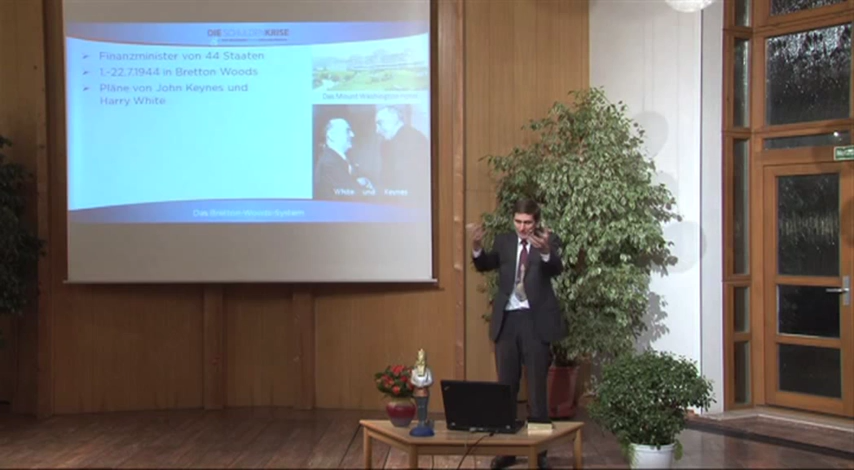 DIE SCHULDENKRISE
Finanzminister von 44 Staaten
1.-22.7.1944 in Bretton Woods
Pläne von John Keynes und
Harry White
Das Mount Washington
White und Keynes
Das Bretton-Woods-System